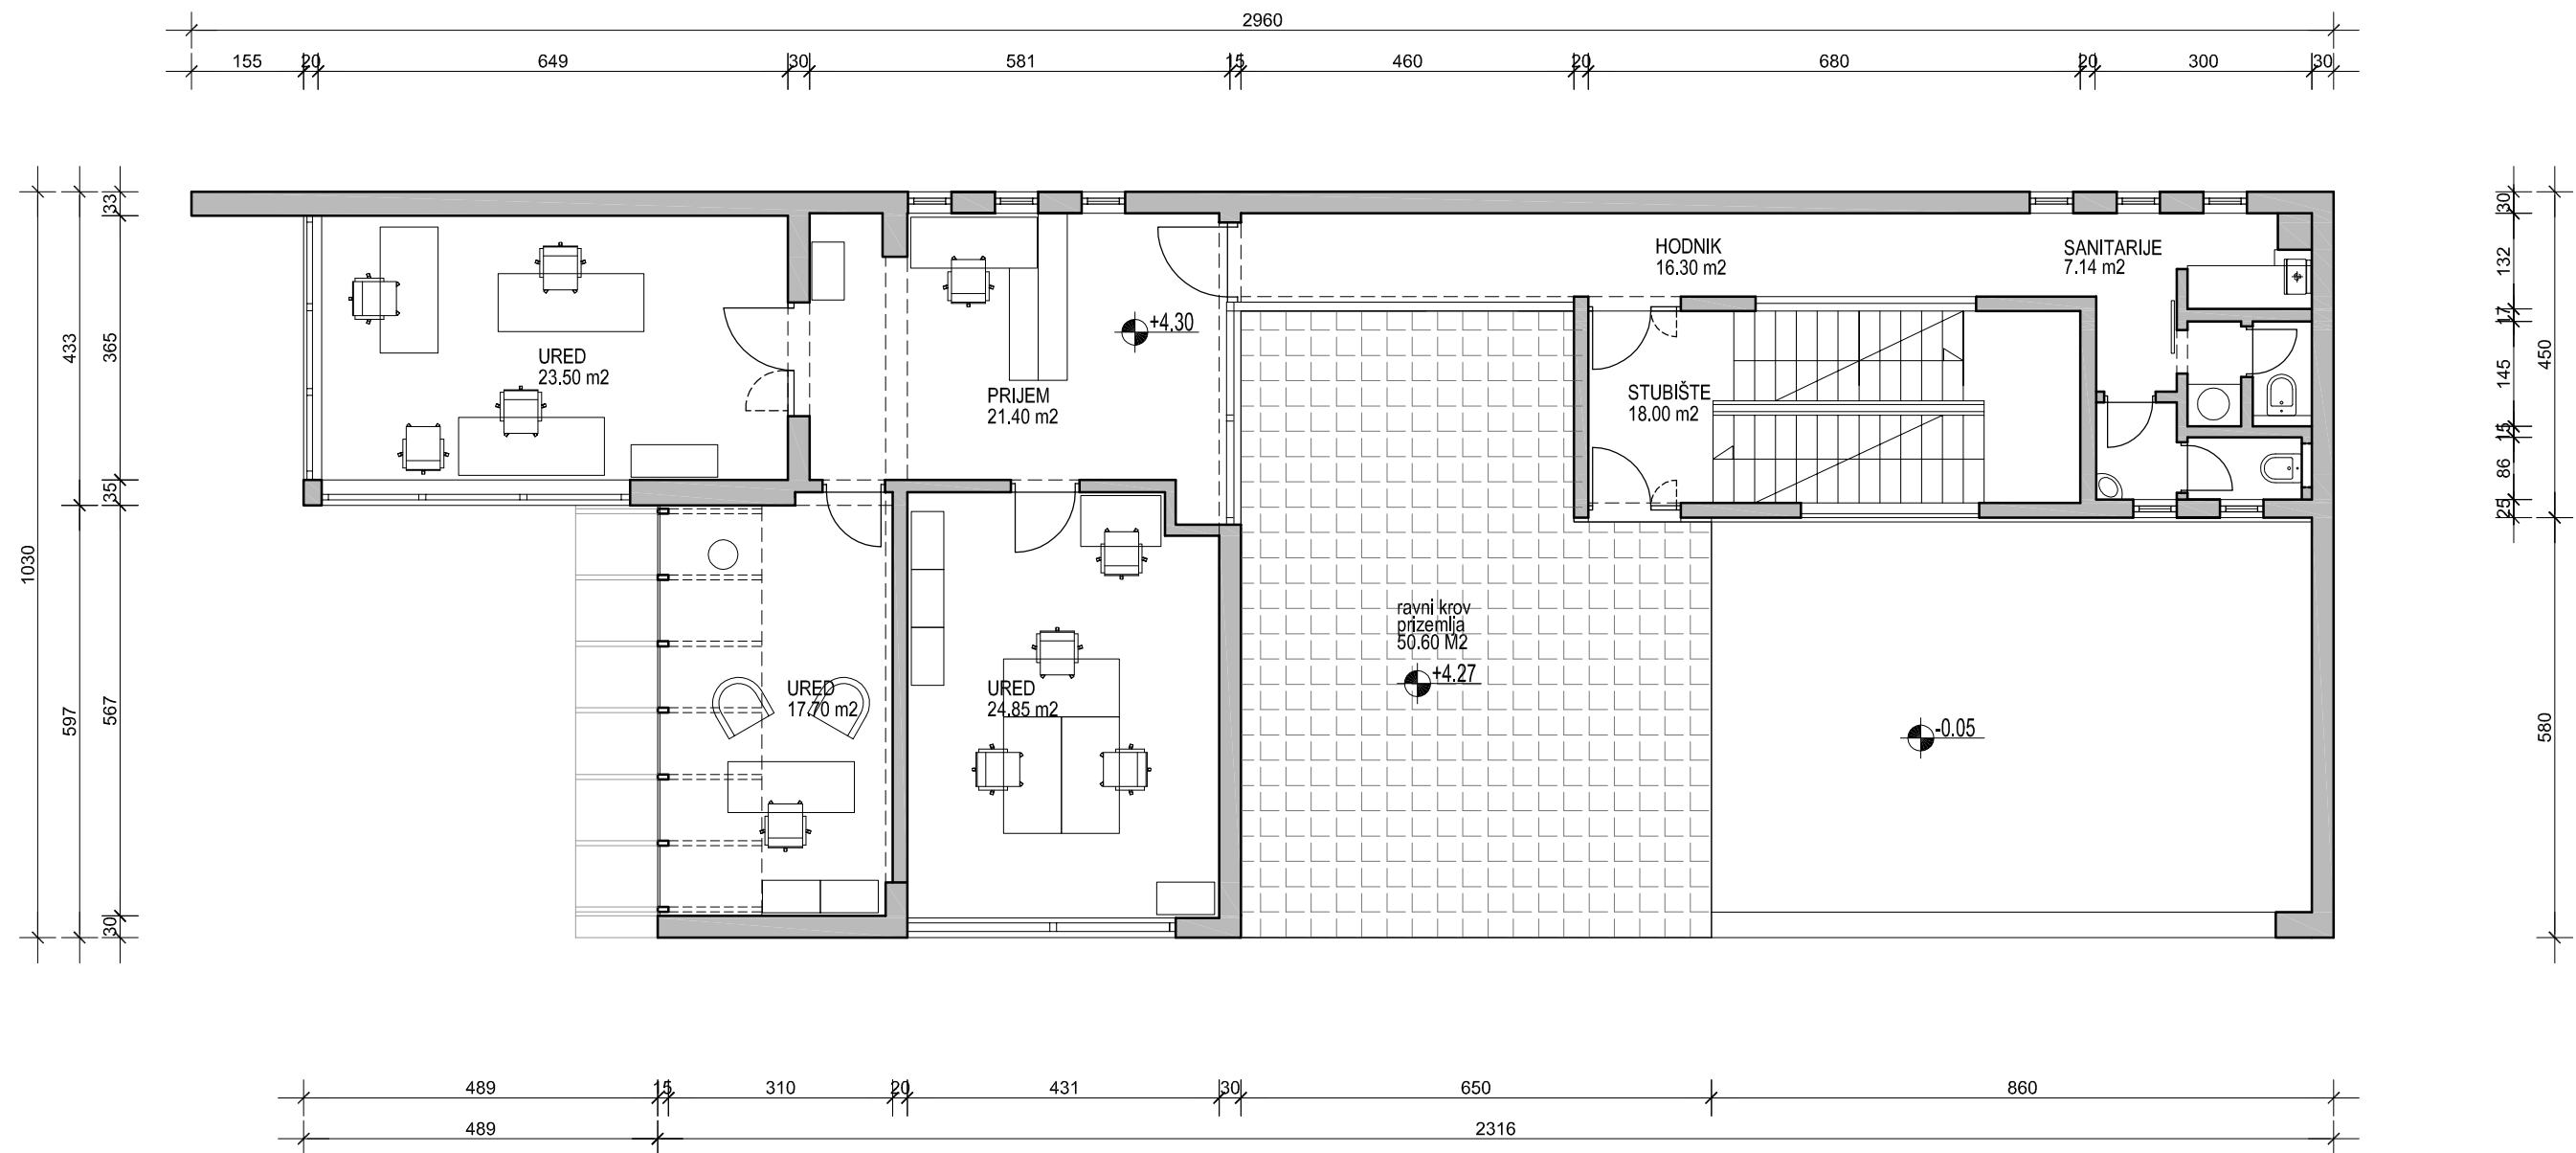 2960
155 20 649 30 581 15 460 20 680 20 300 30
33
365
35
567
30
433
597
1030
30
132
17
145
15
86
25
450
580
HODNIK
16.30 m2
SANITARIJE
7.14 m2
+4.30
URED
23.50 m2
PRIJEM
21.40 m2
STUBIŠTE
18.00 m2
ravni krov
prizemlja
50.60 M2
+4.27
URED
17.70 m2
URED
24.85 m2
-0.05
489 15 310 20 431 30 650 860
489 2316